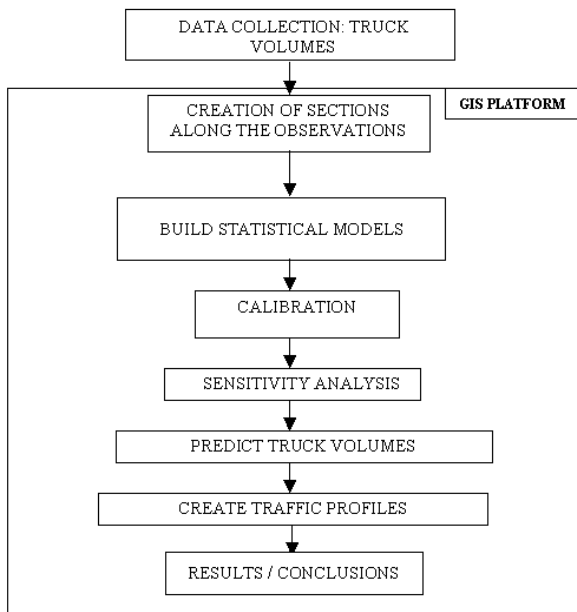 DATA COLLECTION: TRUCK
VOLUMES
GIS PLATFORM
CREATION OF SECTIONS
ALONG THE OBSERVATIONS
BUILD STATISTICAL MODELS
CALIBRATION
SENSITIVITY ANALYSIS
PREDICT TRUCK VOLUMES
CREATE TRAFFIC PROFILES
RESULTS / CONCLUSIONS